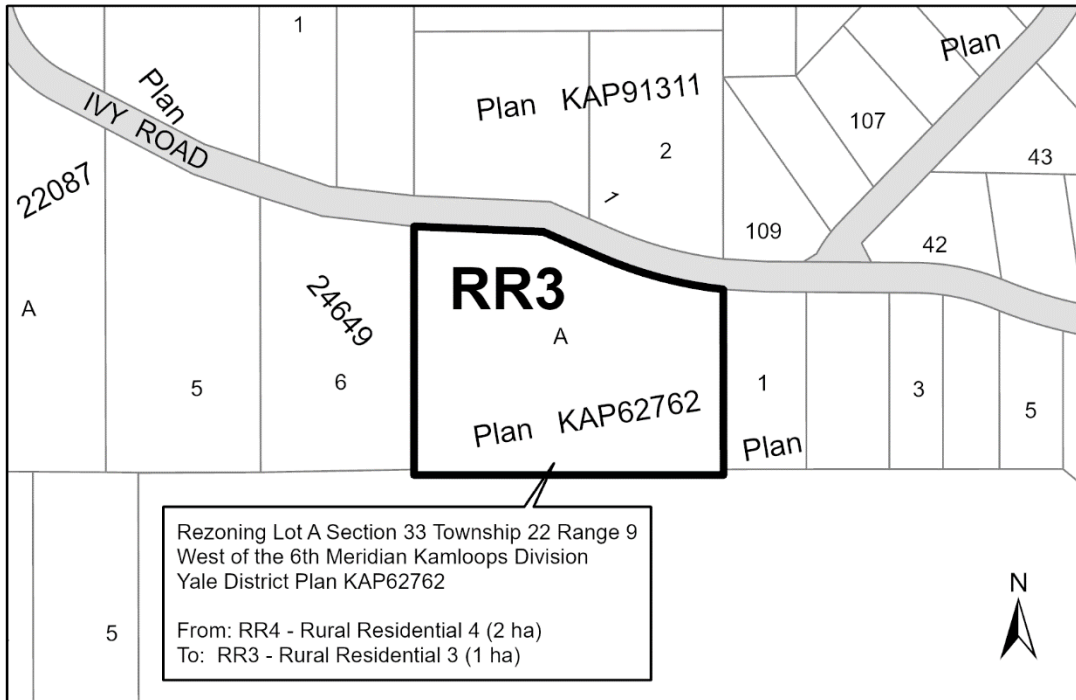 1
Plan
Plan
IVY ROAD
Plan KAP91311
107
2
43
22087
1
109
42
RR3
24649
A
A
5
6
1
3
5
Plan KAP62762
Plan
Rezoning Lot A Section 33 Township 22 Range 9
West of the 6th Meridian Kamloops Division
Yale District Plan KAP62762
From: RR4 - Rural Residential 4 (2 ha)
To: RR3 - Rural Residential 3 (1 ha)
5
N